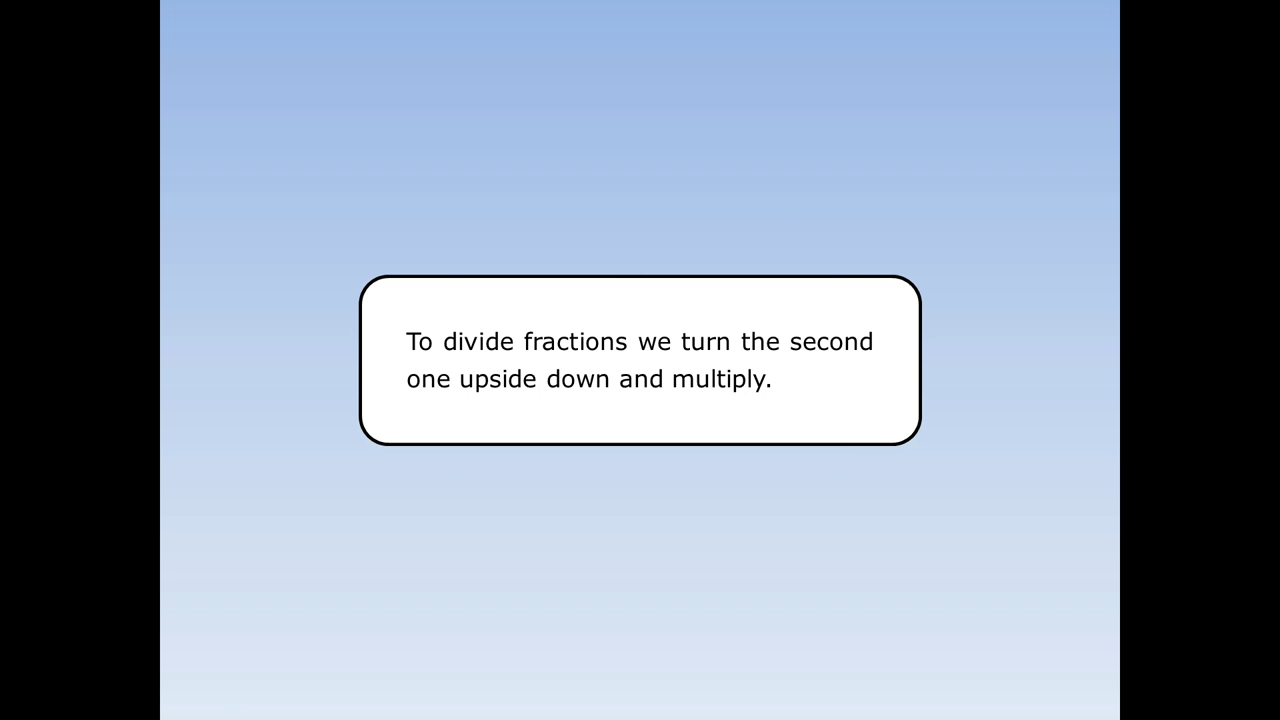 To divide fractions we turn the second
one upside down and multiply.